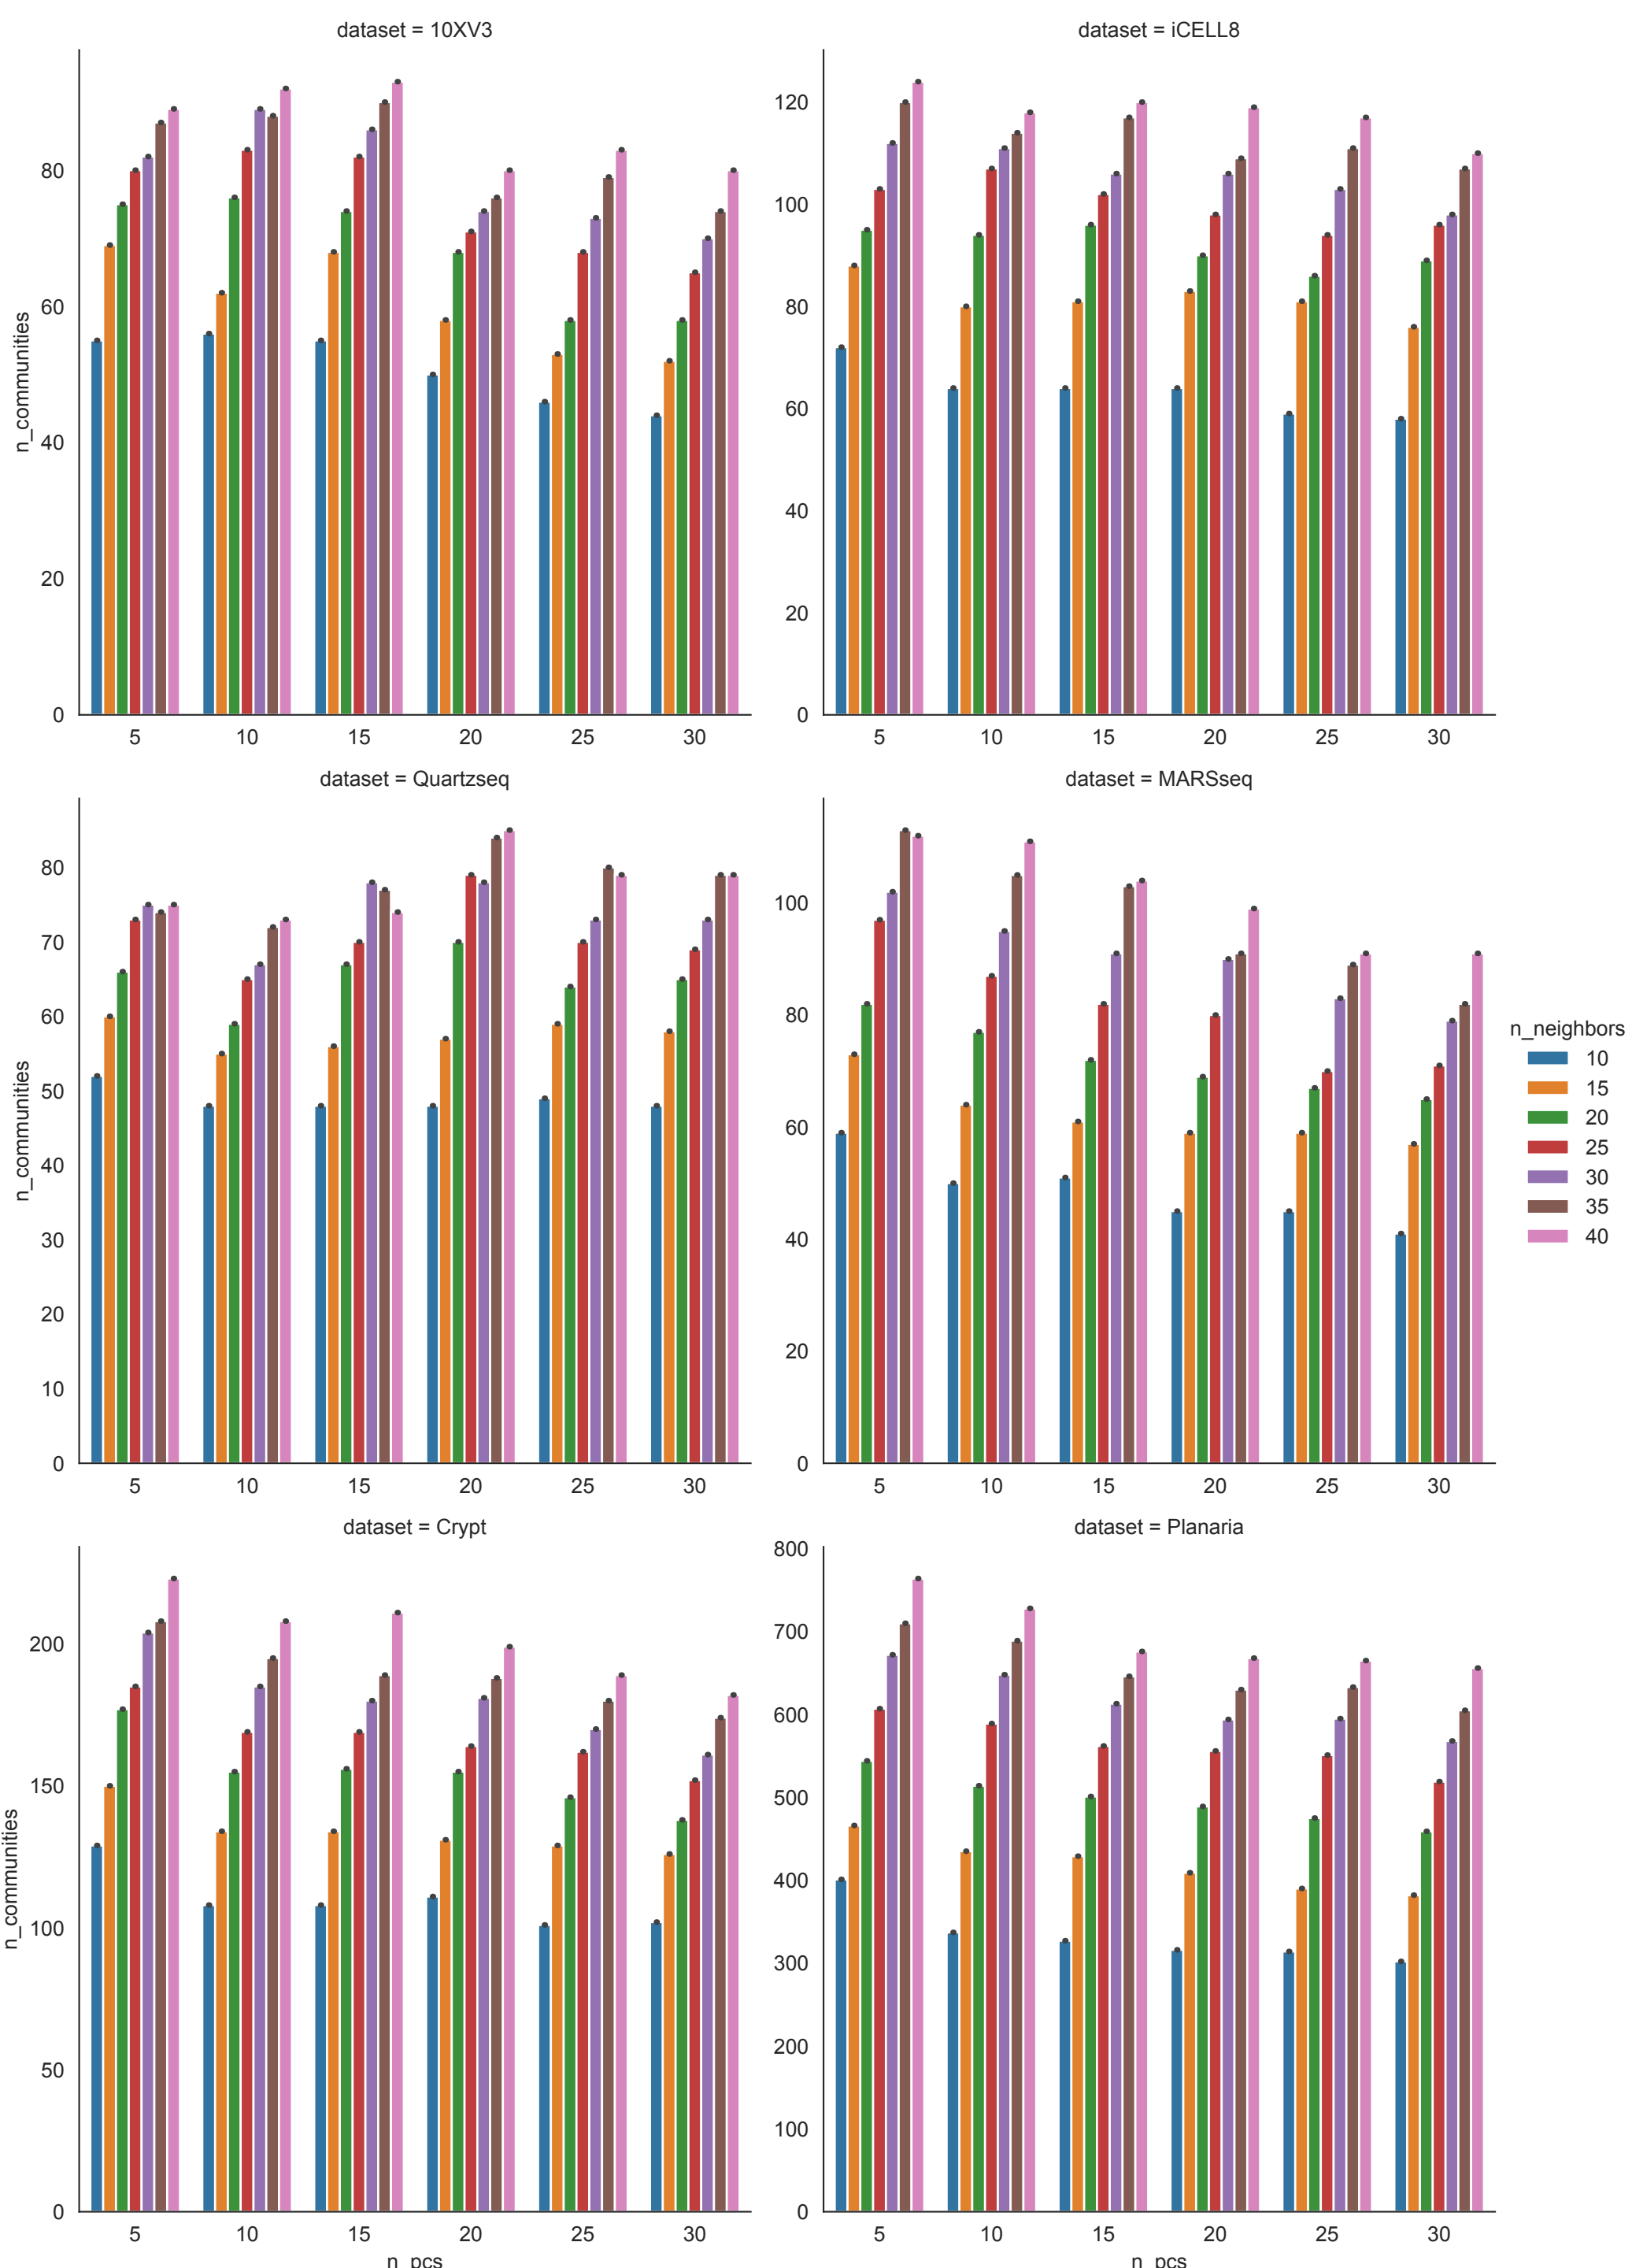 dataset = 10XV3
n_communities
80
60
40
20
0
5 10 15 20 25 30
dataset = iCELL8
120
100
80
60
40
20
0
5 10 15 20 25 30
dataset = Quartzseq
n_communities
80
70
60
50
40
30
20
10
0
5 10 15 20 25 30
dataset = MARSseq
100
80
60
40
20
0
5 10 15 20 25 30
n_neighbors
10
15
20
25
30
35
40
dataset = Crypt
n_communities
200
150
100
50
0
5 10 15 20 25 30
n_pcs
dataset = Planaria
800
700
600
500
400
300
200
100
0
5 10 15 20 25 30
n_pcs